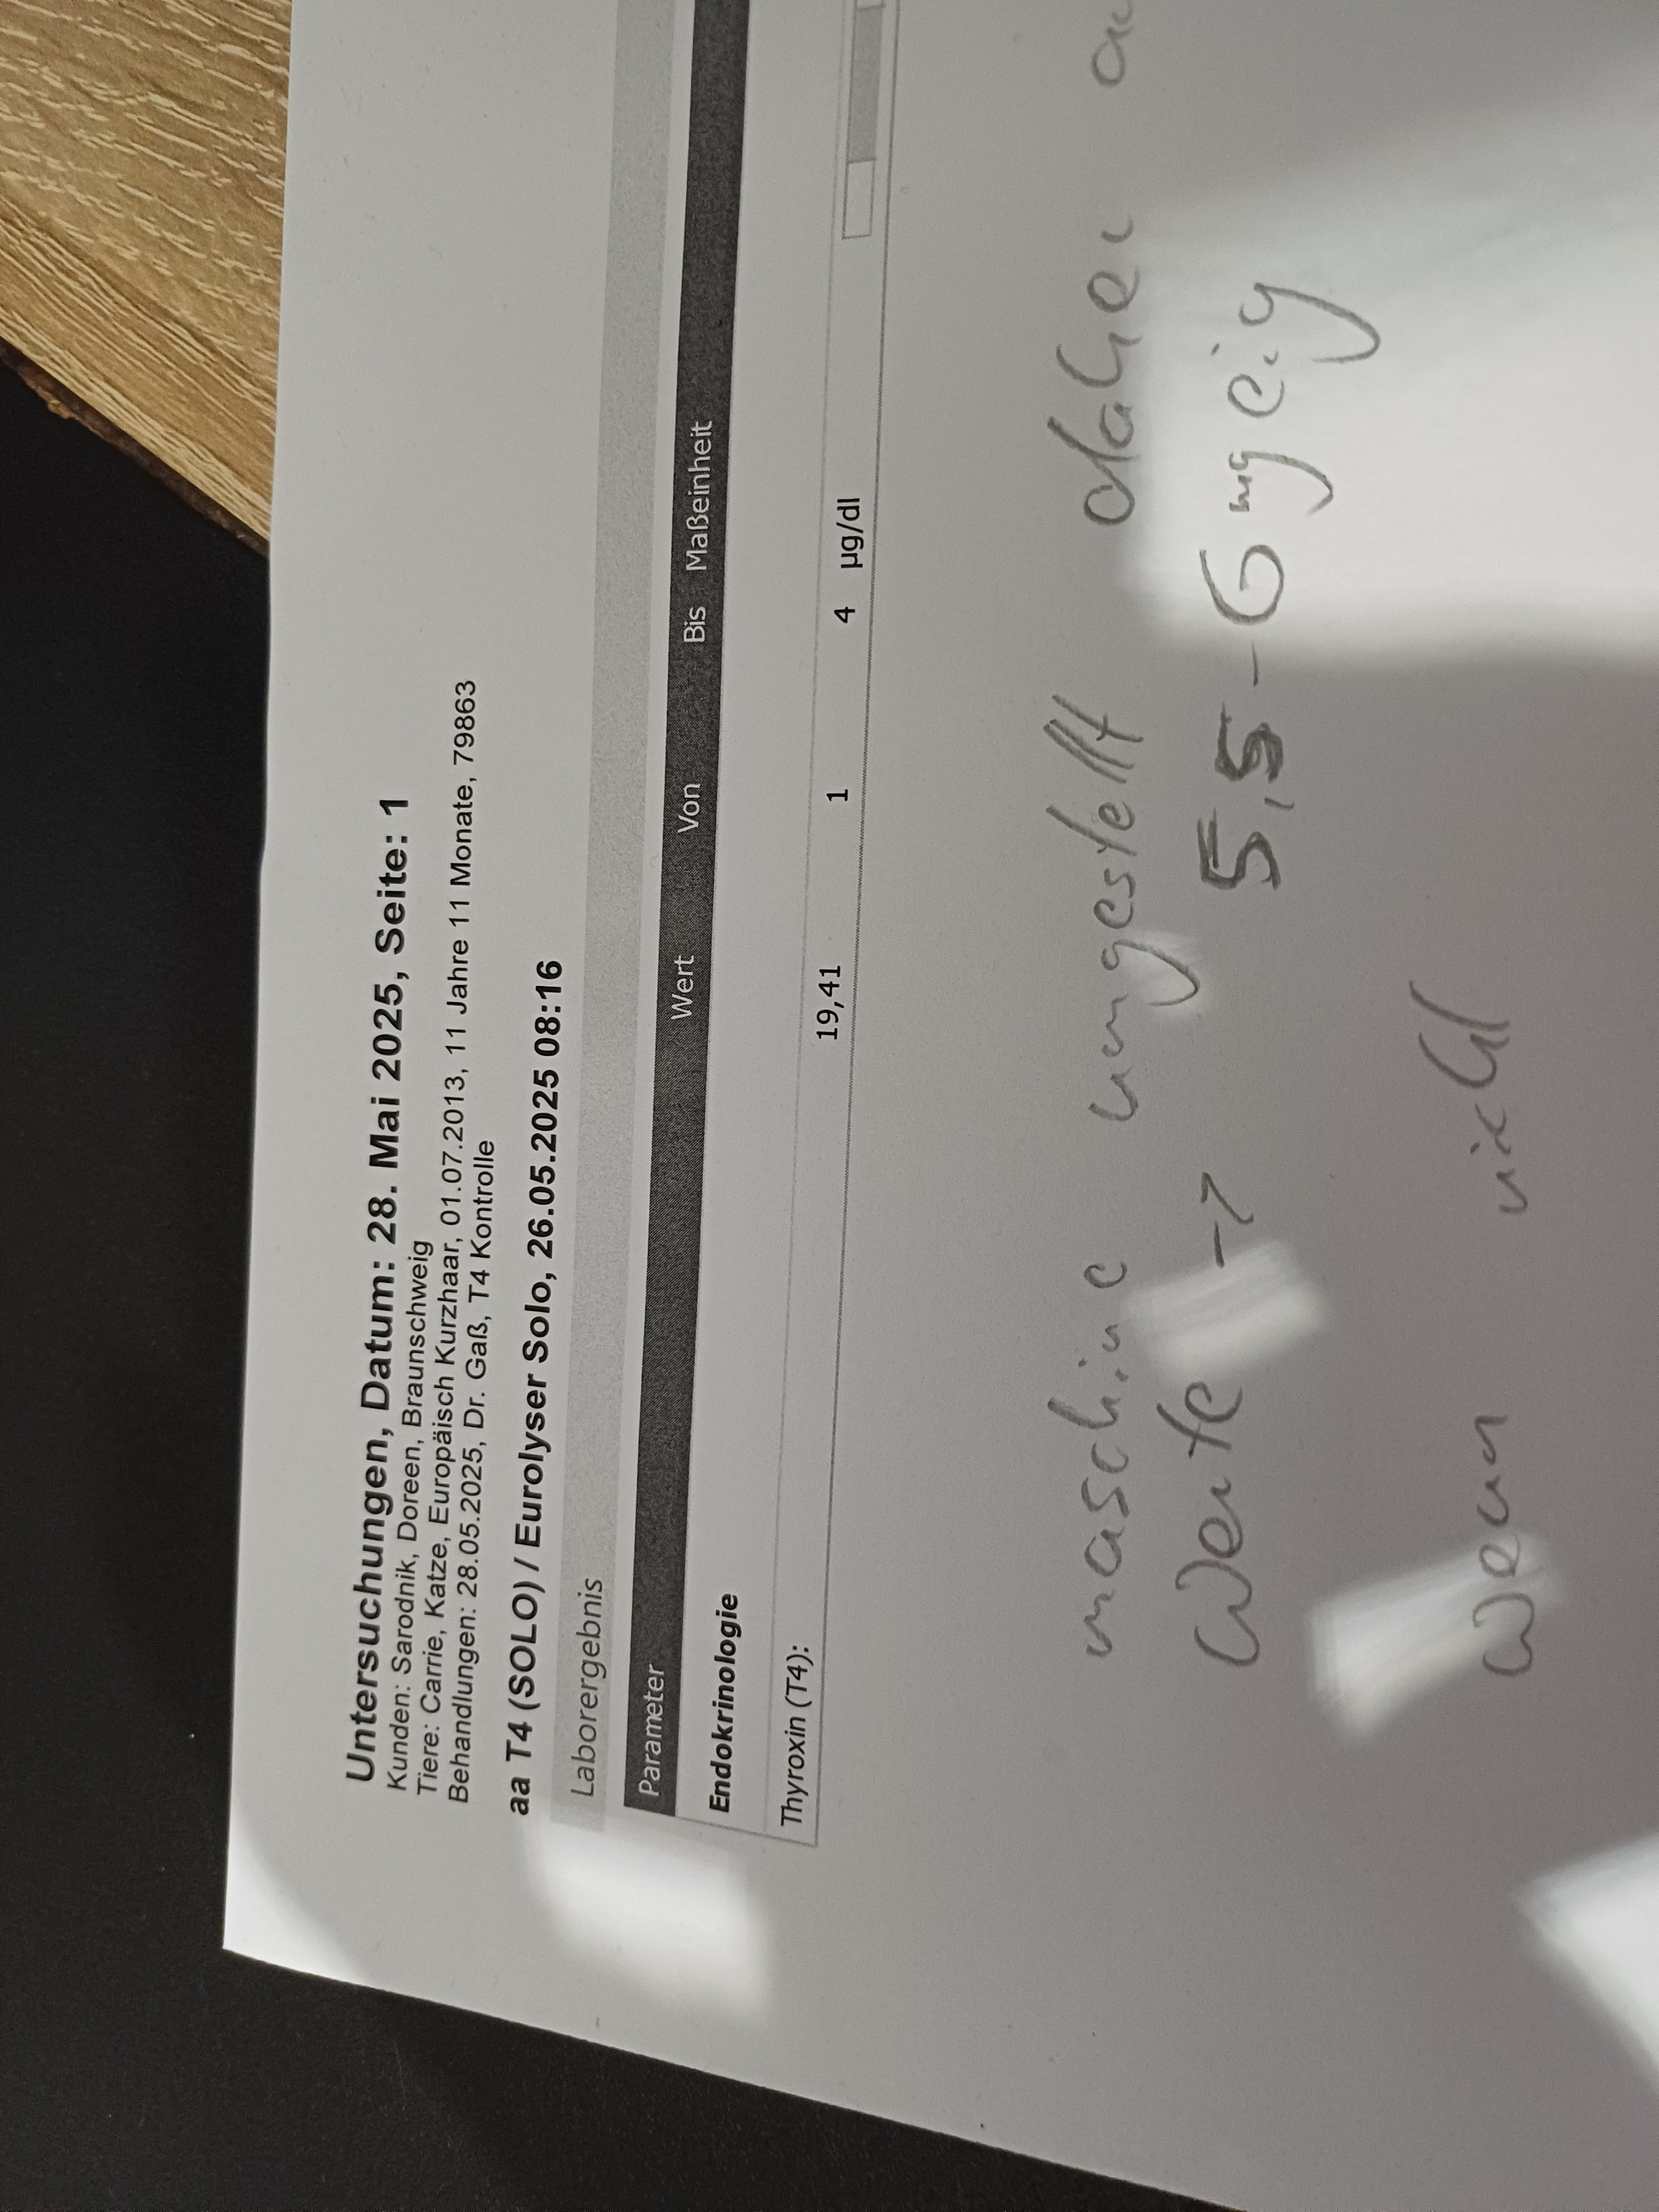 Untersuchungen, Datum: 28. Mai 2025, Seite: 1
Kunden: Sarodnik, Doreen, Braunschweig
Tiere: Carrie, Katze, Europäisch Kurzhaar, 01.07.2013, 11 Jahre 11 Monate, 79863
Behandlungen: 28.05.2025, Dr. Gaß, T4 Kontrolle
aa T4 (SOLO) / Eurolyser Solo, 26.05.2025 08:16
Laborergebnis
Parameter Wert Von Bis Maßeinheit
Endokrinologie
Thyroxin (T4): 19,41 1 4 µg/dl
maschine umgestellt daher
Werte -> 5,5-6 mg
wenn nicht